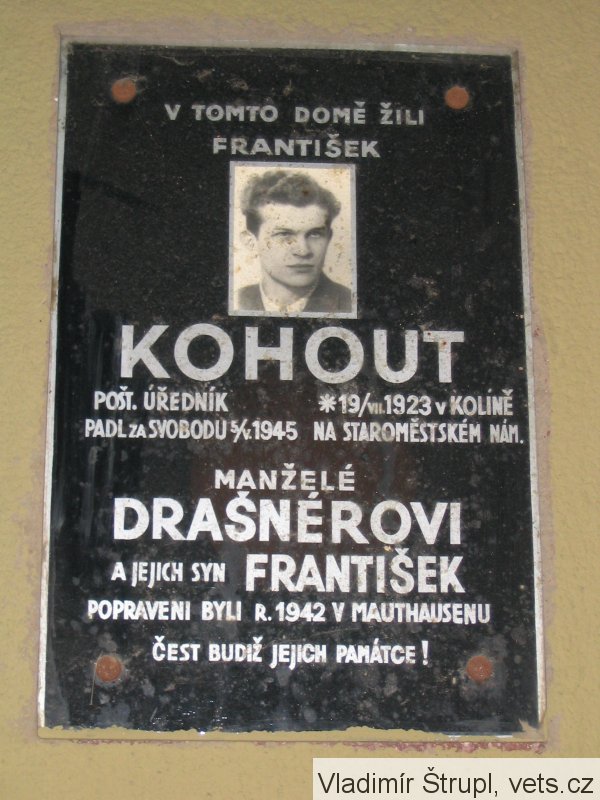 V TOMTO DOMĚ ŽILI
FRANTIŠEK
KOHOUT
POŠT. ÚŘEDNÍK *19/VII.1923 V KOLÍNĚ
PADL ZA SVOBODU 5/V.1945 NA STAROMĚSTSKÉM NÁM.
MANŽELÉ
DRAŠNÉROVI
A JEJICH SYN FRANTIŠEK
POPRAVENI BYLI R.1942 V MAUTHAUSENU
ČEST BUDIŽ JEJICH PAMÁTCE!
Vladimír Štrupl, vets.cz